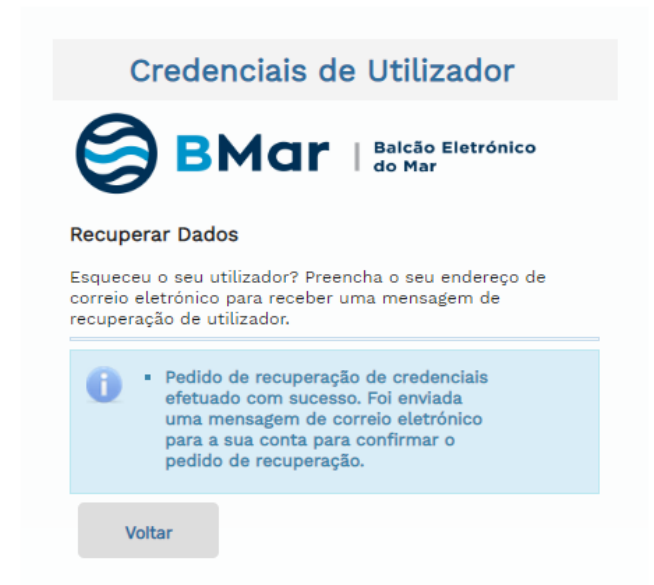 Credenciais de Utilizador
BMar | Balcão Eletrónico
do Mar
Recuperar Dados
Esqueceu o seu utilizador? Preencha o seu endereço de
correio eletrónico para receber uma mensagem de
recuperação de utilizador.
▪ Pedido de recuperação de credenciais
efetuado com sucesso. Foi enviada
uma mensagem de correio eletrónico
para a sua conta para confirmar o
pedido de recuperação.
Voltar